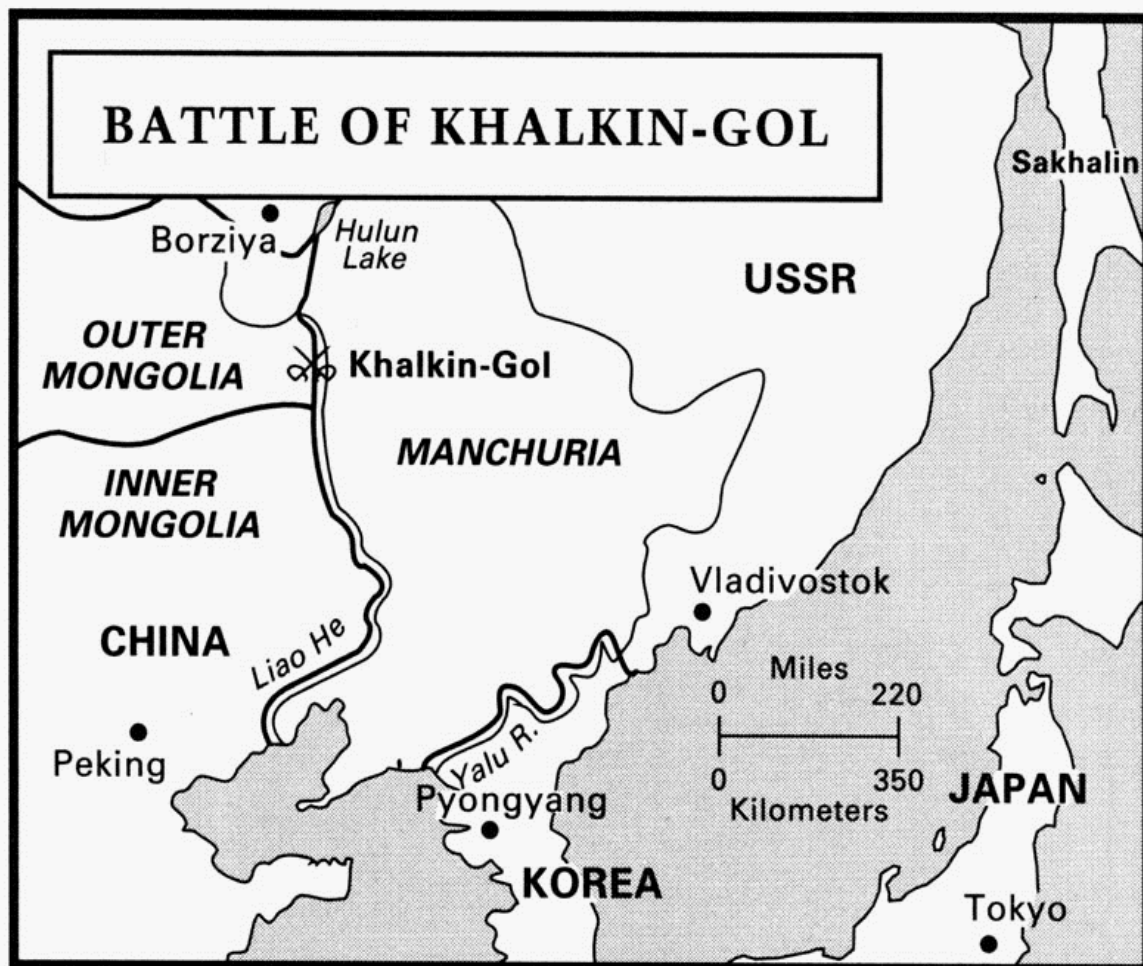 BATTLE OF KHALKIN-GOL
Sakhalin
Borziya
Hulun
Lake
USSR
OUTER
MONGOLIA
Khalkin-Gol
MANCHURIA
INNER
MONGOLIA
Vladivostok
CHINA
Liao He
Miles
0 220
Peking
Yalu R.
0 350
Kilometers
JAPAN
Pyongyang
KOREA
Tokyo